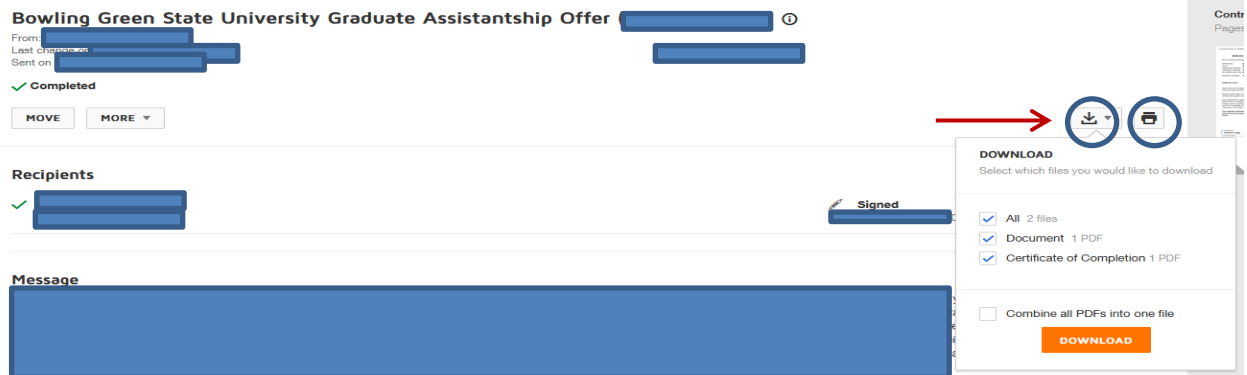 Bowling Green State University Graduate Assistantship Offer (
Contr
From:
Pages
Last change on
Sent on
Completed
MOVE
MORE
DOWNLOAD
Select which files you would like to download
Recipients
Signed
All 2 files
Document 1 PDF
Certificate of Completion 1 PDF
Message
Combine all PDFs into one file
DOWNLOAD